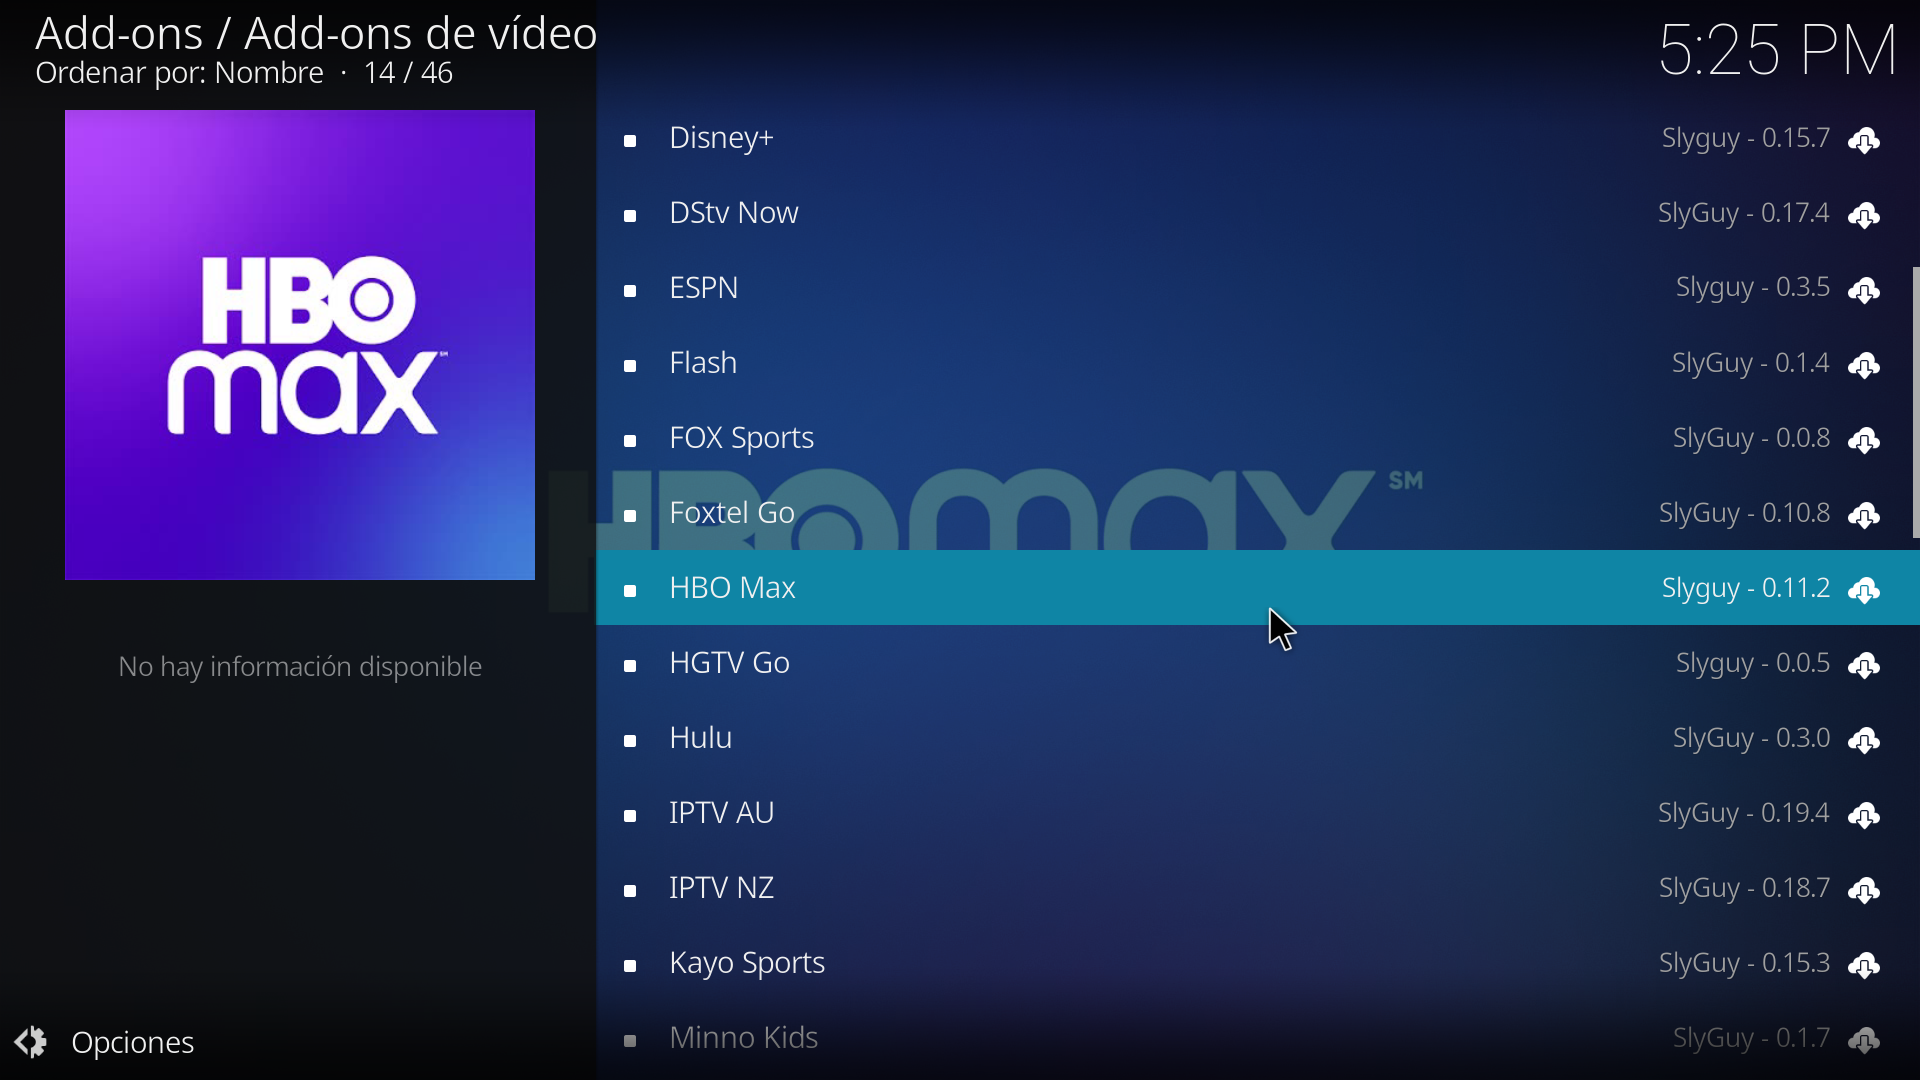 Add-ons / Add-ons de vídeo
Ordenar por: Nombre · 14 / 46
5:25 PM
HBO
max℠
No hay información disponible
Opciones
HBOmax SM
Disney+ Slyguy - 0.15.7
DStv Now SlyGuy - 0.17.4
ESPN Slyguy - 0.3.5
Flash SlyGuy - 0.1.4
FOX Sports SlyGuy - 0.0.8
Foxtel Go SlyGuy - 0.10.8
HBO Max Slyguy - 0.11.2
HGTV Go Slyguy - 0.0.5
Hulu SlyGuy - 0.3.0
IPTV AU SlyGuy - 0.19.4
IPTV NZ SlyGuy - 0.18.7
Kayo Sports SlyGuy - 0.15.3
Minno Kids SlyGuy - 0.1.7